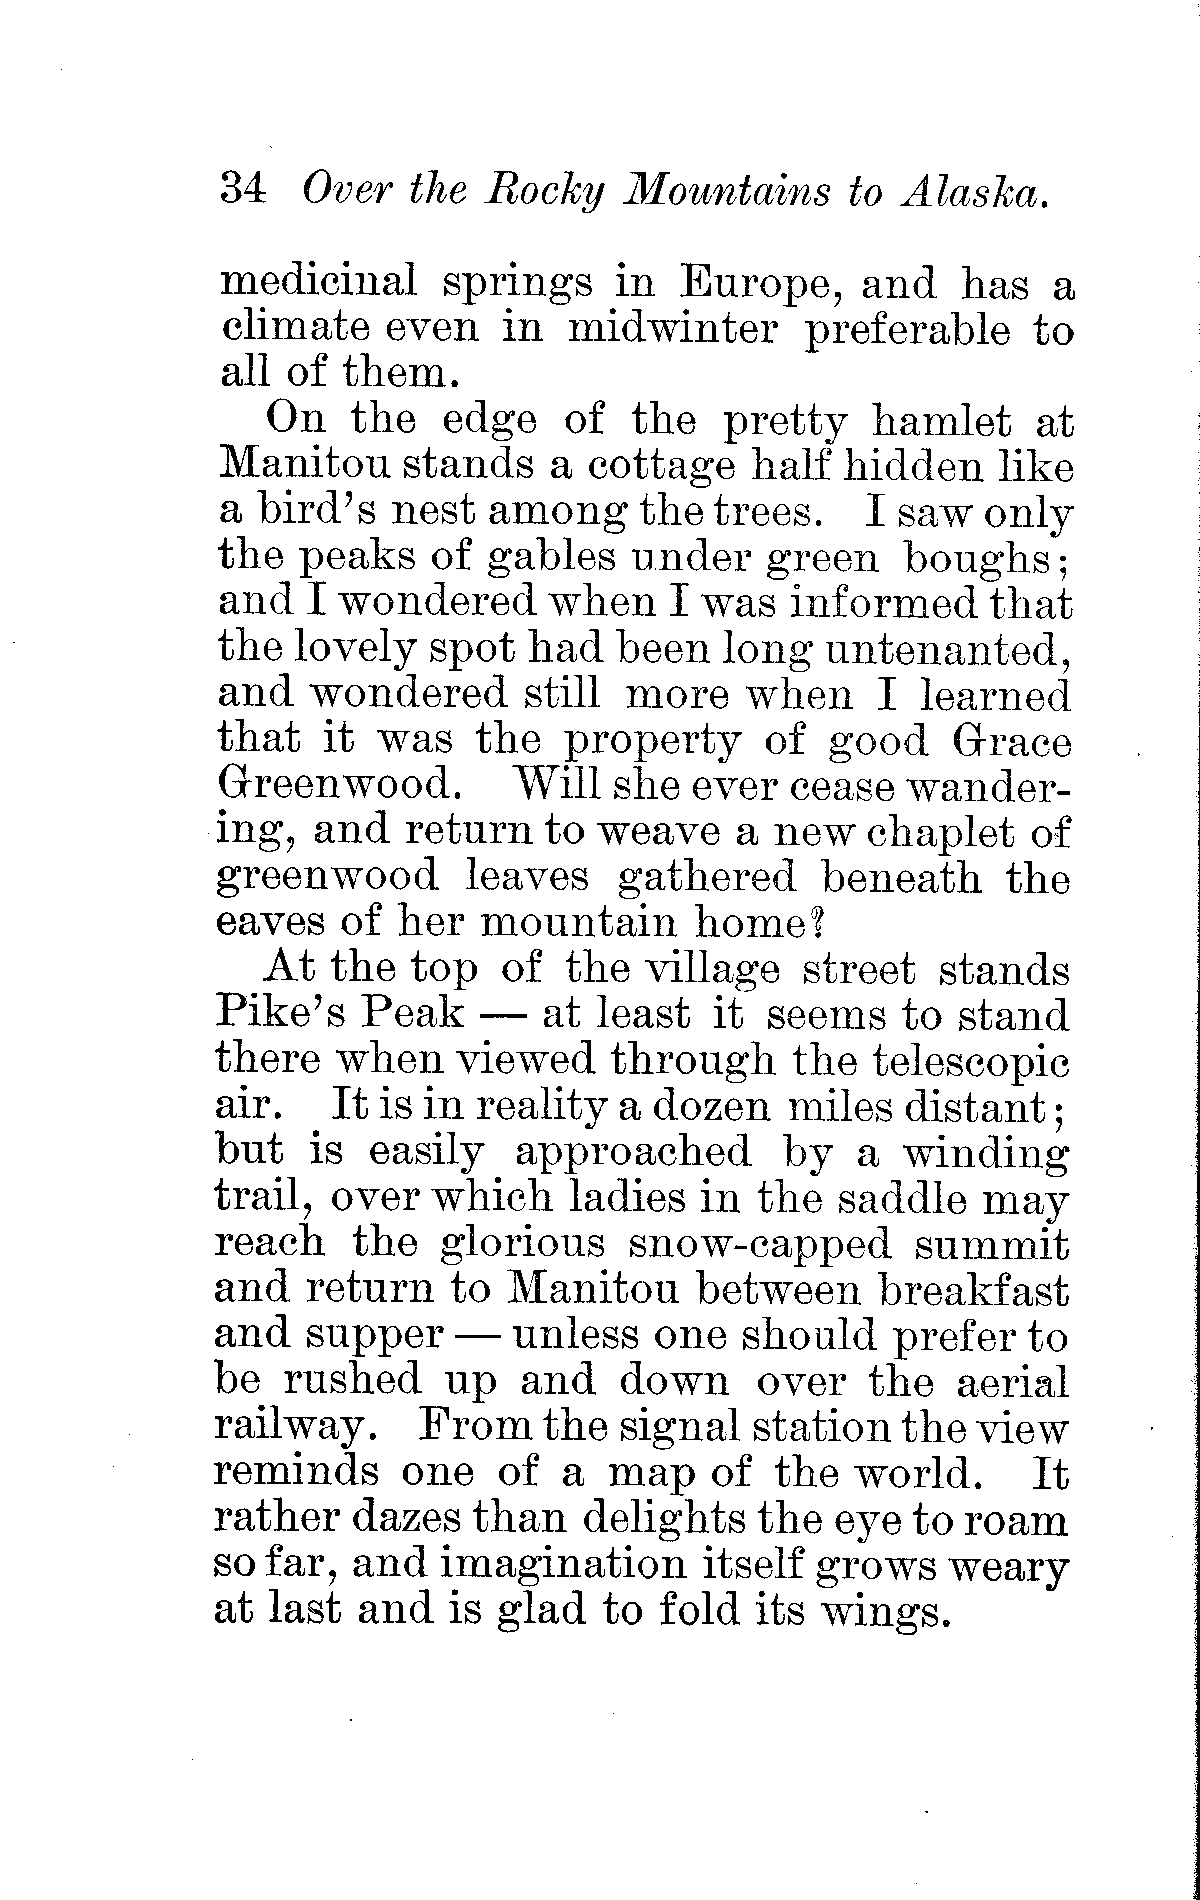 34 Over the Rocky Mountains to Alaska.
medicinal springs in Europe, and has a
climate even in midwinter preferable to
all of them.
On the edge of the pretty hamlet at
Manitou stands a cottage half hidden like
a bird's nest among the trees. I saw only
the peaks of gables under green boughs;
and I wondered when I was informed that
the lovely spot had been long untenanted,
and wondered still more when I learned
that it was the property of good Grace
Greenwood. Will she ever cease wander-
ing, and return to weave a new chaplet of
greenwood leaves gathered beneath the
eaves of her mountain home?
At the top of the village street stands
Pike's Peak — at least it seems to stand
there when viewed through the telescopic
air. It is in reality a dozen miles distant;
but is easily approached by a winding
trail, over which ladies in the saddle may
reach the glorious snow-capped summit
and return to Manitou between breakfast
and supper — unless one should prefer to
be rushed up and down over the aerial
railway. From the signal station the view
reminds one of a map of the world. It
rather dazes than delights the eye to roam
so far, and imagination itself grows weary
at last and is glad to fold its wings.